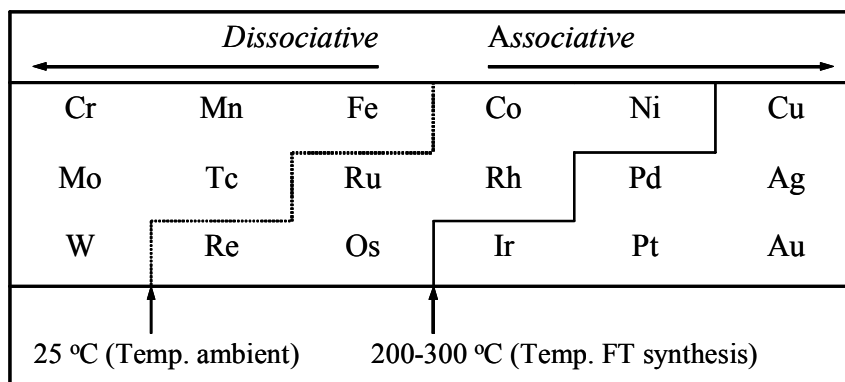 Dissociative Associative
Cr Mn Fe Co Ni Cu
Mo Tc Ru Rh Pd Ag
W Re Os Ir Pt Au
25 ºC (Temp. ambient) 200-300 ºC (Temp. FT synthesis)